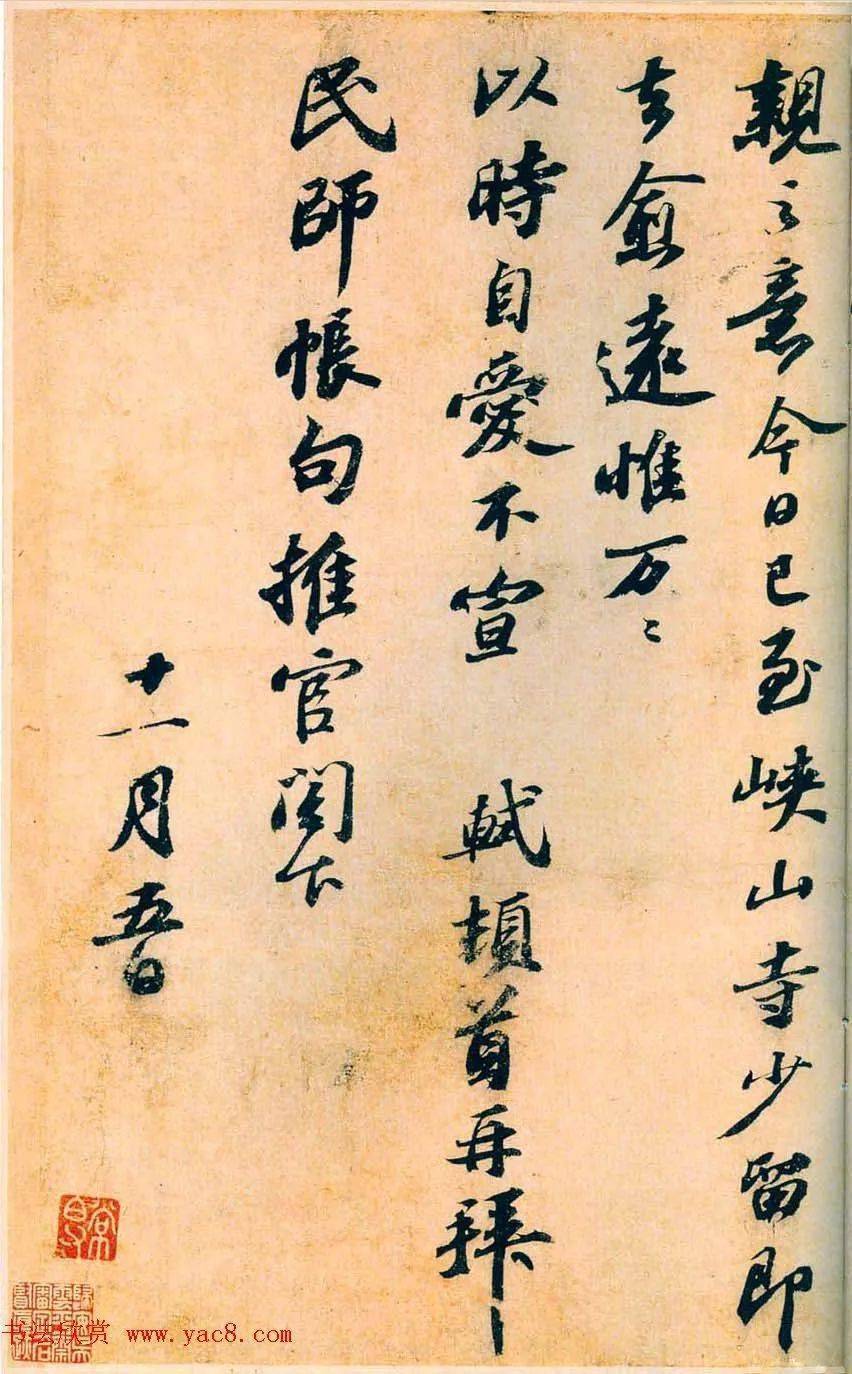 親之意今日已至峽山寺少留即
去愈遠惟万〻
以時自愛不宣 軾頓首再拜
民師帳句推官閣下
十一月五日
书法欣赏 www.yac8.com